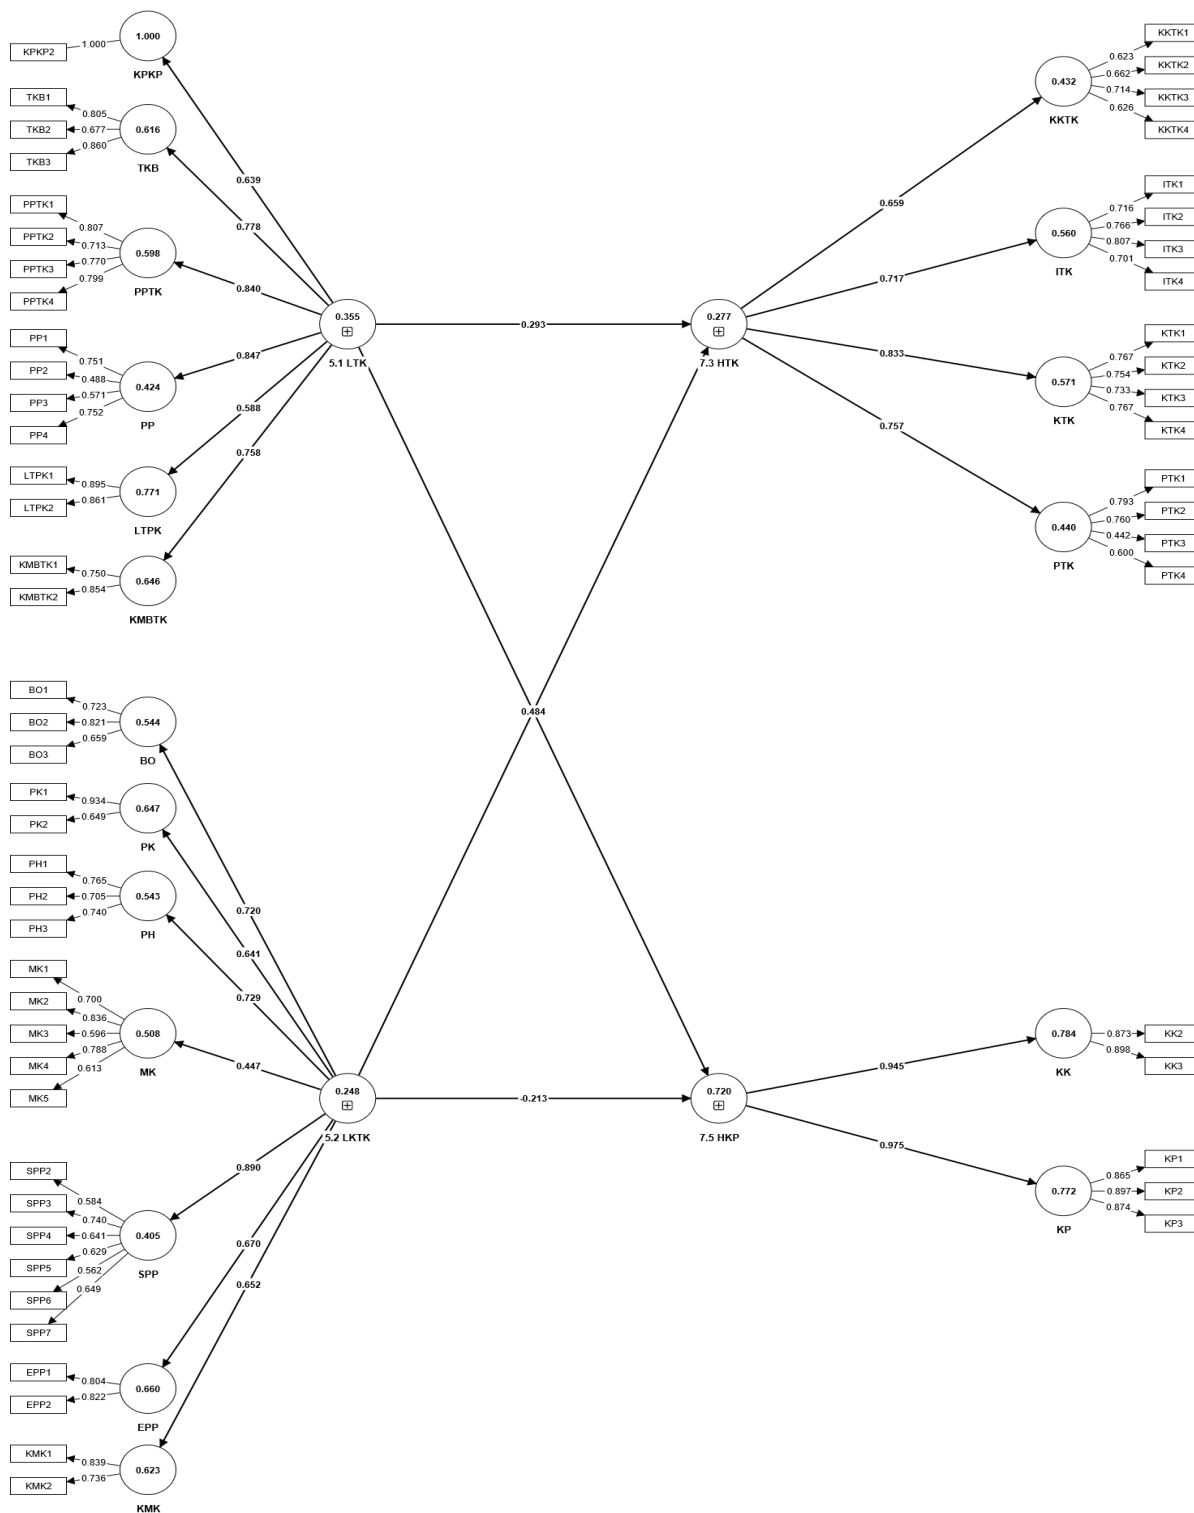 KPKP2
1.000
1.000
KPKP
TKB1
TKB2
TKB3
0.805
0.677
0.860
0.616
TKB
PPTK1
PPTK2
PPTK3
PPTK4
0.807
0.713
0.770
0.799
0.598
PPTK
PP1
PP2
PP3
PP4
0.751
0.488
0.571
0.752
0.424
PP
LTPK1
LTPK2
0.895
0.861
0.771
LTPK
KMBTK1
KMBTK2
0.750
0.854
0.646
KMBTK
0.639
0.778
0.840
0.847
0.588
0.758
0.355
5.1 LTK
0.293
0.277
7.3 HTK
0.659
0.717
0.833
0.757
0.432
KKTK
0.623
0.662
0.714
0.626
KKTK1
KKTK2
KKTK3
KKTK4
0.560
ITK
0.716
0.766
0.807
0.701
ITK1
ITK2
ITK3
ITK4
0.571
KTK
0.767
0.754
0.733
0.767
KTK1
KTK2
KTK3
KTK4
0.440
PTK
0.793
0.760
0.442
0.600
PTK1
PTK2
PTK3
PTK4
0.484
BO1
BO2
BO3
0.723
0.821
0.659
0.544
BO
PK1
PK2
0.934
0.649
0.647
PK
PH1
PH2
PH3
0.765
0.705
0.740
0.543
PH
MK1
MK2
MK3
MK4
MK5
0.700
0.836
0.596
0.788
0.613
0.508
MK
SPP2
SPP3
SPP4
SPP5
SPP6
SPP7
0.584
0.740
0.641
0.629
0.562
0.649
0.405
SPP
EPP1
EPP2
0.804
0.822
0.660
EPP
KMK1
KMK2
0.839
0.736
0.623
KMK
0.720
0.641
0.729
0.447
0.890
0.670
0.652
0.248
5.2 LKTK
-0.213
0.720
7.5 HKP
0.945
0.975
0.784
KK
0.873
0.898
KK2
KK3
0.772
KP
0.865
0.897
0.874
KP1
KP2
KP3